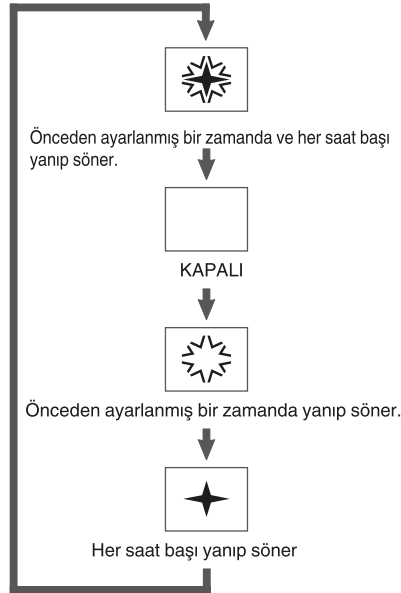 Önceden ayarlanmış bir zamanda ve her saat başı
yanıp söner.
KAPALI
Önceden ayarlanmış bir zamanda yanıp söner.
Her saat başı yanıp söner